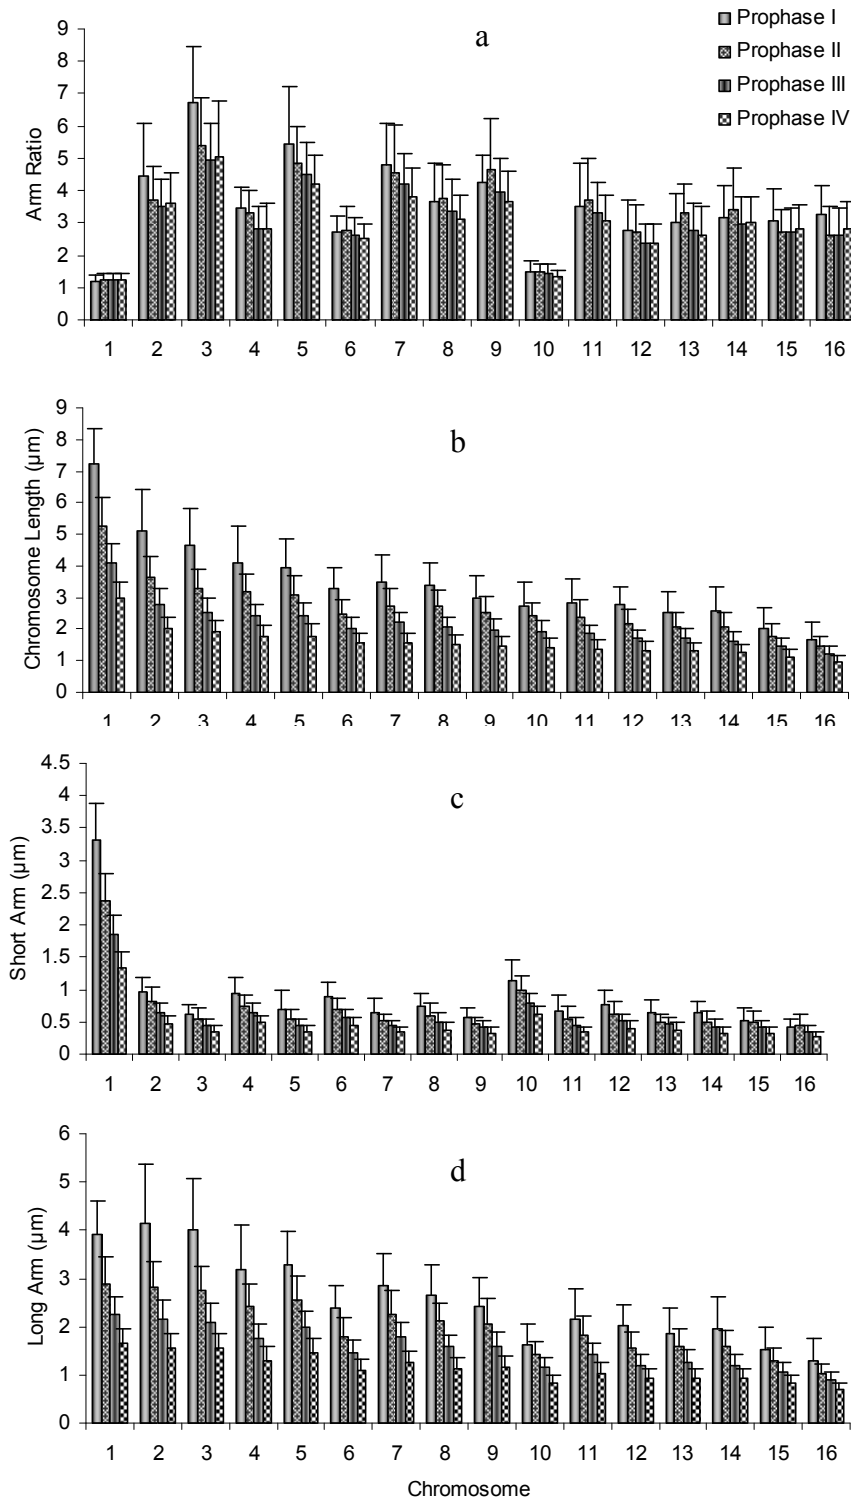 Prophase I
Prophase II
Prophase III
Prophase IV
a
Arm Ratio
9
8
7
6
5
4
3
2
1
0
1 2 3 4 5 6 7 8 9 10 11 12 13 14 15 16
b
Chromosome Length (µm)
9
8
7
6
5
4
3
2
1
0
1 2 3 4 5 6 7 8 9 10 11 12 13 14 15 16
c
Short Arm (µm)
4.5
4
3.5
3
2.5
2
1.5
1
0.5
0
1 2 3 4 5 6 7 8 9 10 11 12 13 14 15 16
d
Long Arm (µm)
6
5
4
3
2
1
0
1 2 3 4 5 6 7 8 9 10 11 12 13 14 15 16
Chromosome